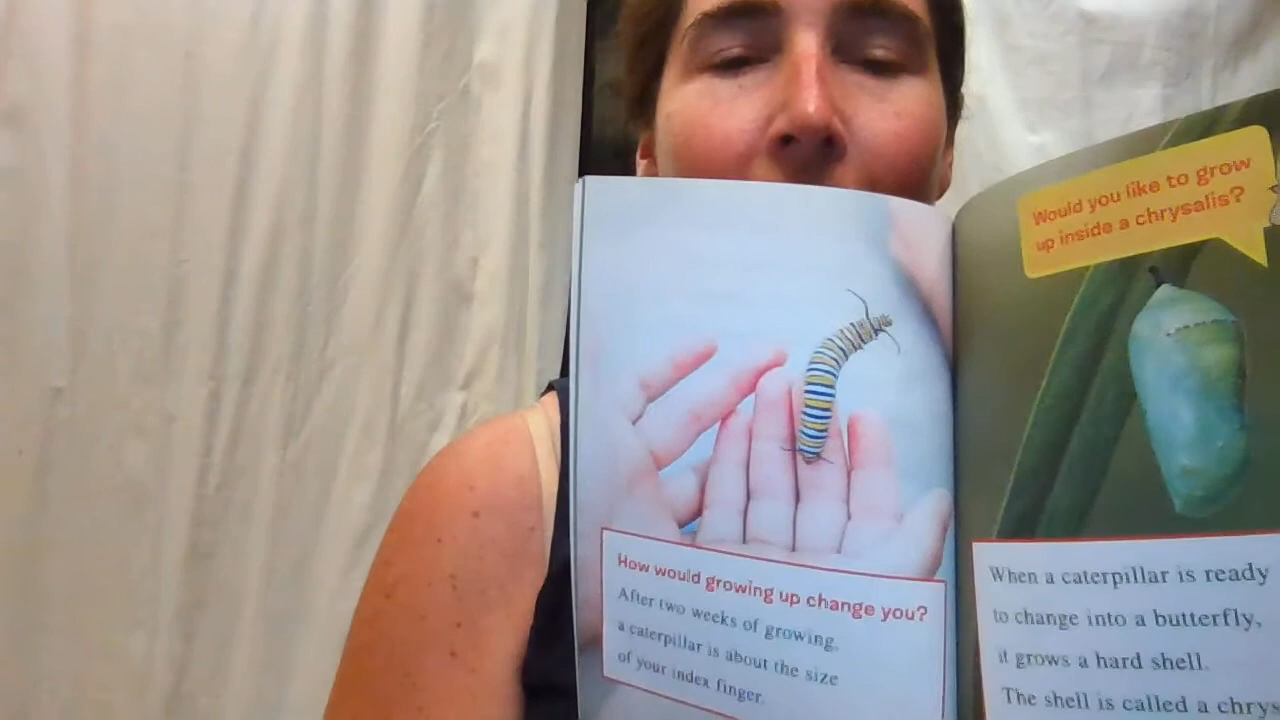 How would growing up change you?
After two weeks of growing,
a caterpillar is about the size
of your index finger.
Would you like to grow
up inside a chrysalis?
When a caterpillar is ready
to change into a butterfly,
it grows a hard shell.
The shell is called a chrys